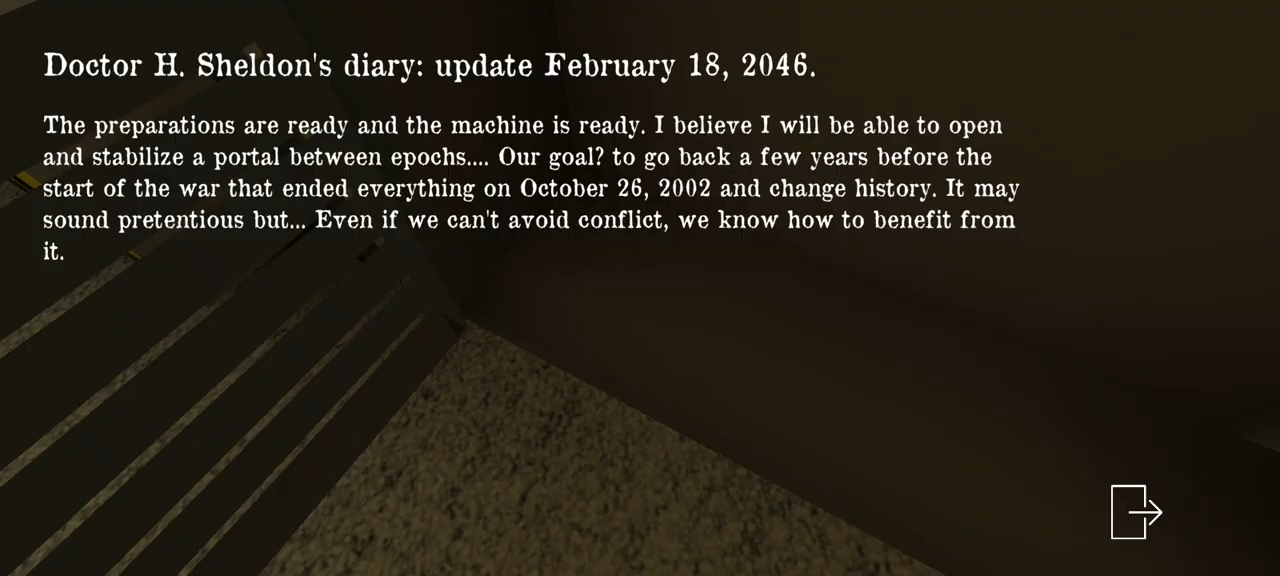 Doctor H. Sheldon's diary: update February 18, 2046.
The preparations are ready and the machine is ready. I believe I will be able to open
and stabilize a portal between epochs.... Our goal? to go back a few years before the
start of the war that ended everything on October 26, 2002 and change history. It may
sound pretentious but... Even if we can't avoid conflict, we know how to benefit from
it.